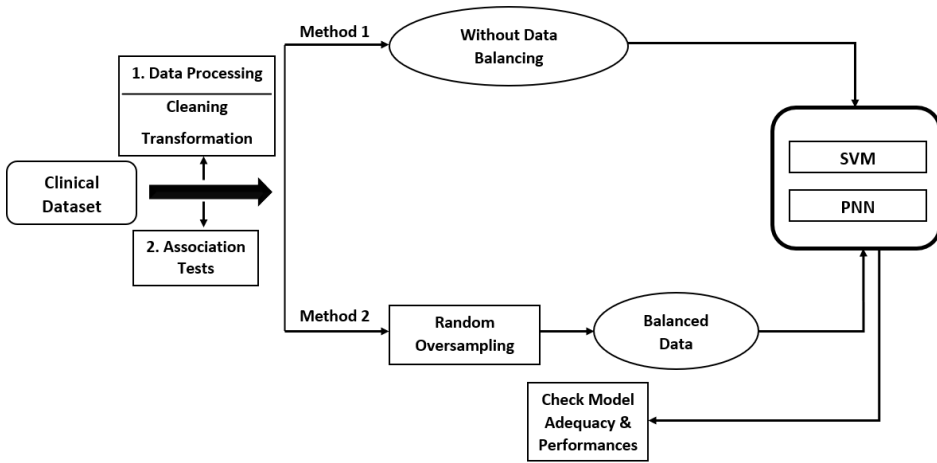 Method 1
Without Data
Balancing
1. Data Processing
Cleaning
Transformation
Clinical
Dataset
2. Association
Tests
SVM
PNN
Method 2
Random
Oversampling
Balanced
Data
Check Model
Adequacy &
Performances